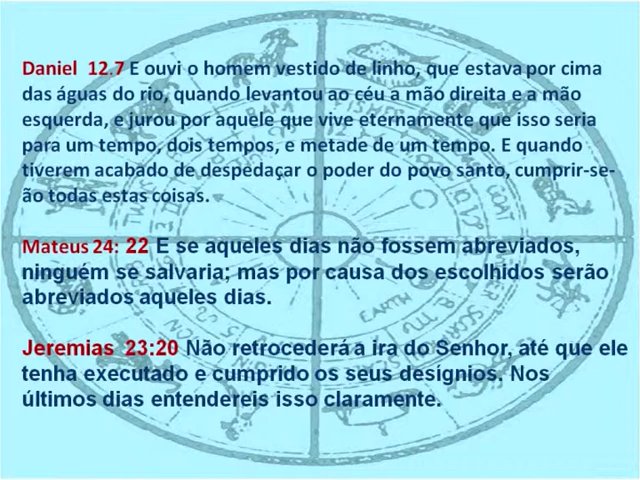 Daniel 12.7 E ouvi o homem vestido de linho, que estava por cima
das águas do rio, quando levantou ao céu a mão direita e a mão
esquerda, e jurou por aquele que vive eternamente que isso seria
para um tempo, dois tempos, e metade de um tempo. E quando
tiverem acabado de despedaçar o poder do povo santo, cumprir-se-
ão todas estas coisas.
Mateus 24: 22 E se aqueles dias não fossem abreviados,
ninguém se salvaria; mas por causa dos escolhidos serão
abreviados aqueles dias.
Jeremias 23:20 Não retrocederá a ira do Senhor, até que ele
tenha executado e cumprido os seus desígnios. Nos
últimos dias entendereis isso claramente.
EARTH